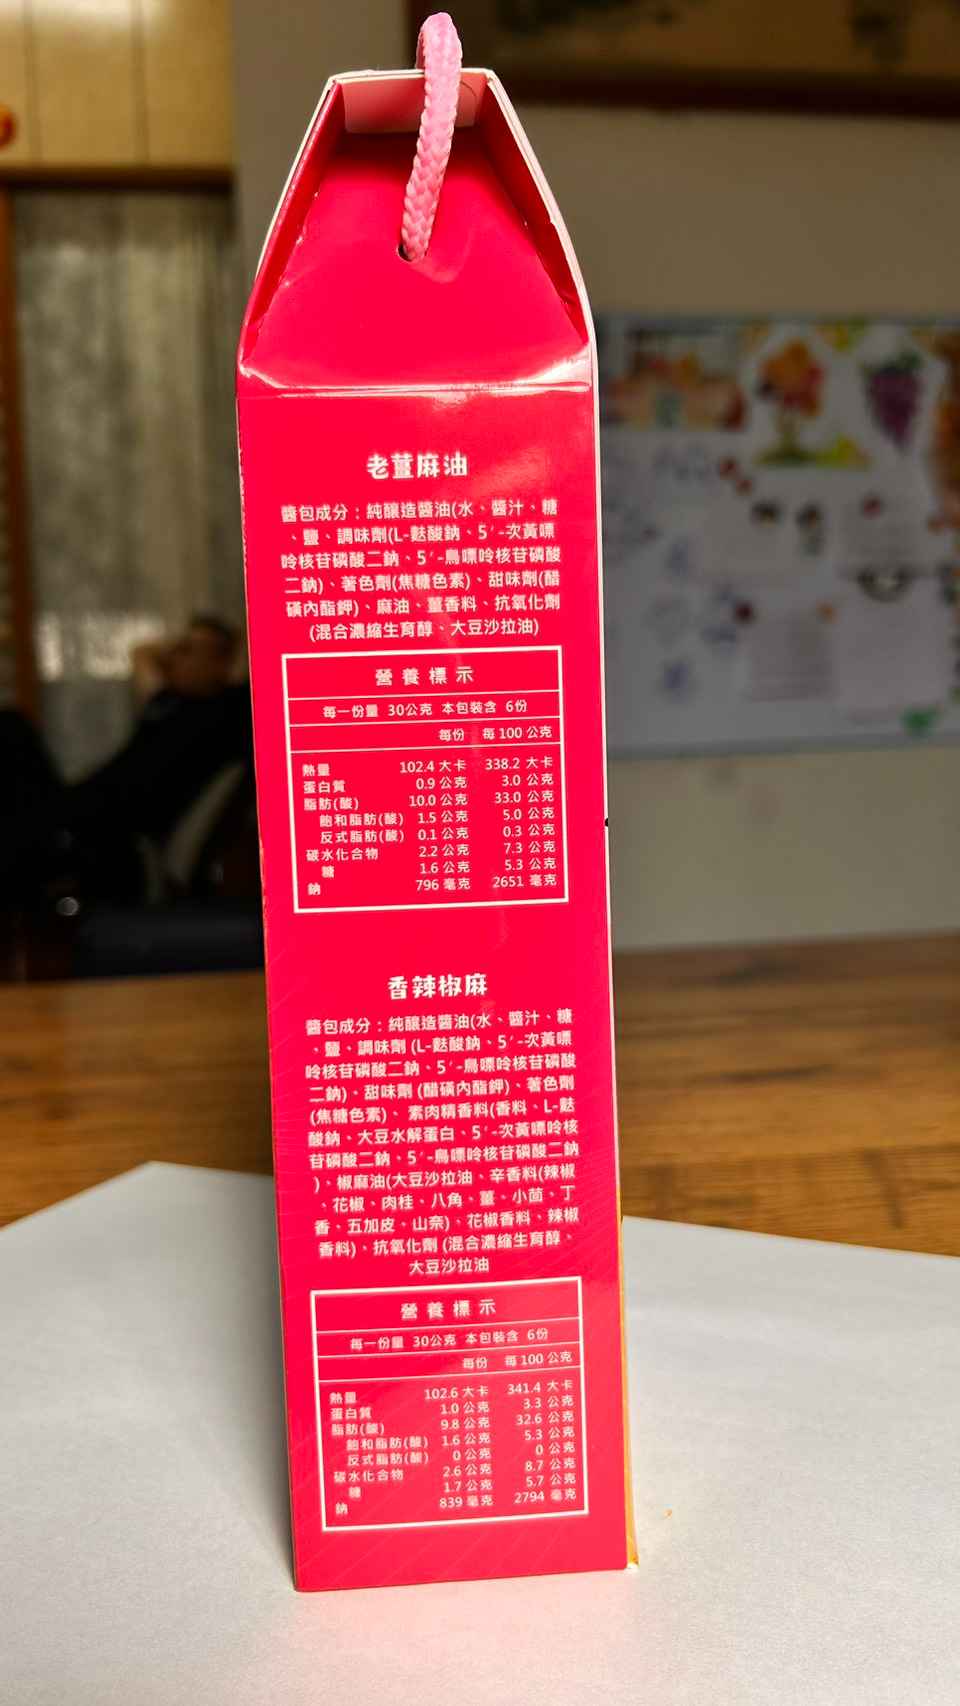 老薑麻油
醬包成分：純釀造醬油(水、醬汁、糖
、鹽、調味劑(L-麩酸鈉、5′-次黃嘌
呤核苷磷酸二鈉、5′-鳥嘌呤核苷磷酸
二鈉)、著色劑(焦糖色素)、甜味劑(醋
磺內酯鉀)、麻油、薑香料、抗氧化劑
(混合濃縮生育醇、大豆沙拉油)
營養標示
每一份量 30公克 本包裝含 6份
每份 每100公克
熱量 102.4 大卡 338.2 大卡
蛋白質 0.9 公克 3.0 公克
脂肪(酸) 10.0 公克 33.0 公克
飽和脂肪(酸) 1.5 公克 5.0 公克
反式脂肪(酸) 0.1 公克 0.3 公克
碳水化合物 2.2 公克 7.3 公克
糖 1.6 公克 5.3 公克
鈉 796 毫克 2651 毫克
香辣椒麻
醬包成分：純釀造醬油(水、醬汁、糖
、鹽、調味劑 (L-麩酸鈉、5′-次黃嘌
呤核苷磷酸二鈉、5′-鳥嘌呤核苷磷酸
二鈉)、甜味劑 (醋磺內酯鉀)、著色劑
(焦糖色素)、素肉精香料(香料、L-麩
酸鈉、大豆水解蛋白、5′-次黃嘌呤核
苷磷酸二鈉、5′-鳥嘌呤核苷磷酸二鈉
)、椒麻油(大豆沙拉油、辛香料(辣椒
、花椒、肉桂、八角、薑、小茴、丁
香、五加皮、山奈)、花椒香料、辣椒
香料)、抗氧化劑 (混合濃縮生育醇、
大豆沙拉油
營養標示
每一份量 30公克 本包裝含 6份
每份 每100公克
熱量 102.6 大卡 341.4 大卡
蛋白質 1.0 公克 3.3 公克
脂肪(酸) 9.8 公克 32.6 公克
飽和脂肪(酸) 1.6 公克 5.3 公克
反式脂肪(酸) 0 公克 0 公克
碳水化合物 2.6 公克 8.7 公克
糖 1.7 公克 5.7 公克
鈉 839 毫克 2794 毫克